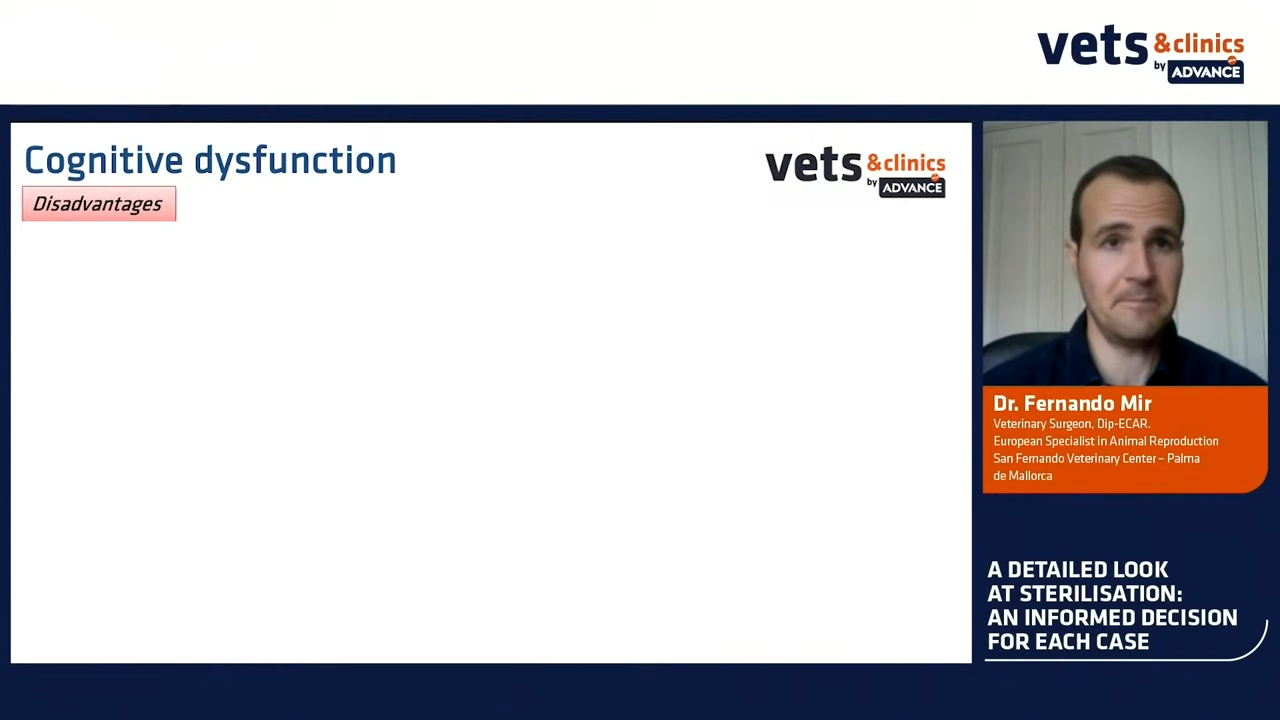 vets &clinics
by ADVANCE
Cognitive dysfunction
Disadvantages
vets &clinics
by ADVANCE
Dr. Fernando Mir
Veterinary Surgeon, Dip-ECAR.
European Specialist in Animal Reproduction
San Fernando Veterinary Center – Palma
de Mallorca
A DETAILED LOOK
AT STERILISATION:
AN INFORMED DECISION
FOR EACH CASE